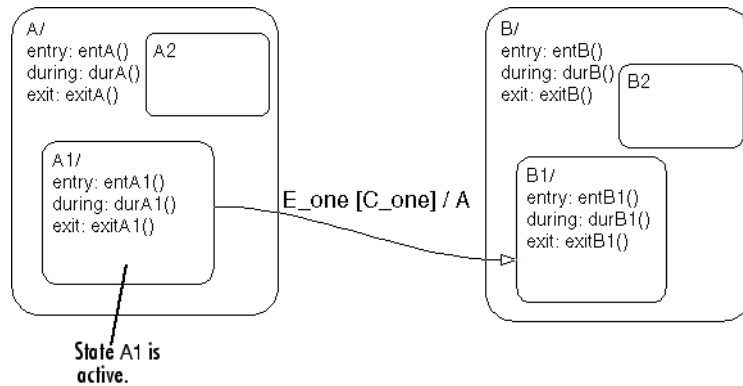 A/
entry: entA()
during: durA()
exit: exitA()
A2
A1/
entry: entA1()
during: durA1()
exit: exitA1()
State A1 is
active.
E_one [C_one] / A
B/
entry: entB()
during: durB()
exit: exitB()
B2
B1/
entry: entB1()
during: durB1()
exit: exitB1()